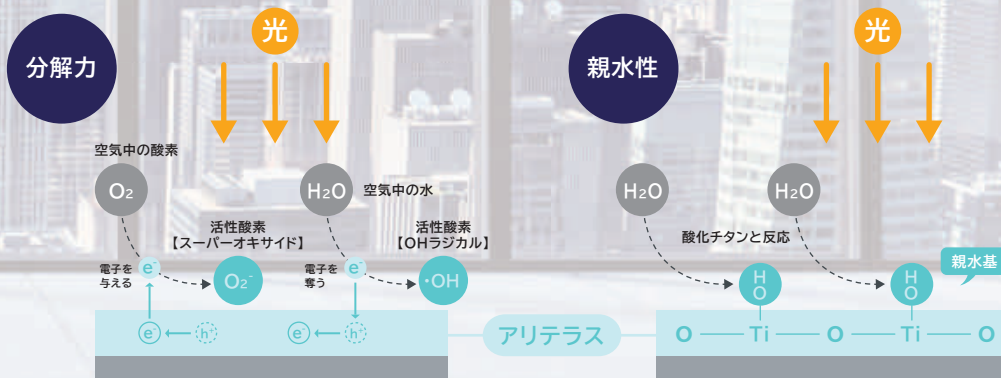 分解力
光
空気中の酸素
O₂
H₂O
空気中の水
活性酸素
【スーパーオキサイド】
活性酸素
【OHラジカル】
電子を
与える
e⁻
O₂⁻
電子を
奪う
e⁻
・OH
e⁻
h⁺
e⁻
h⁺
アリテラス
親水性
光
H₂O
H₂O
酸化チタンと反応
H
O
H
O
親水基
O Ti O Ti O